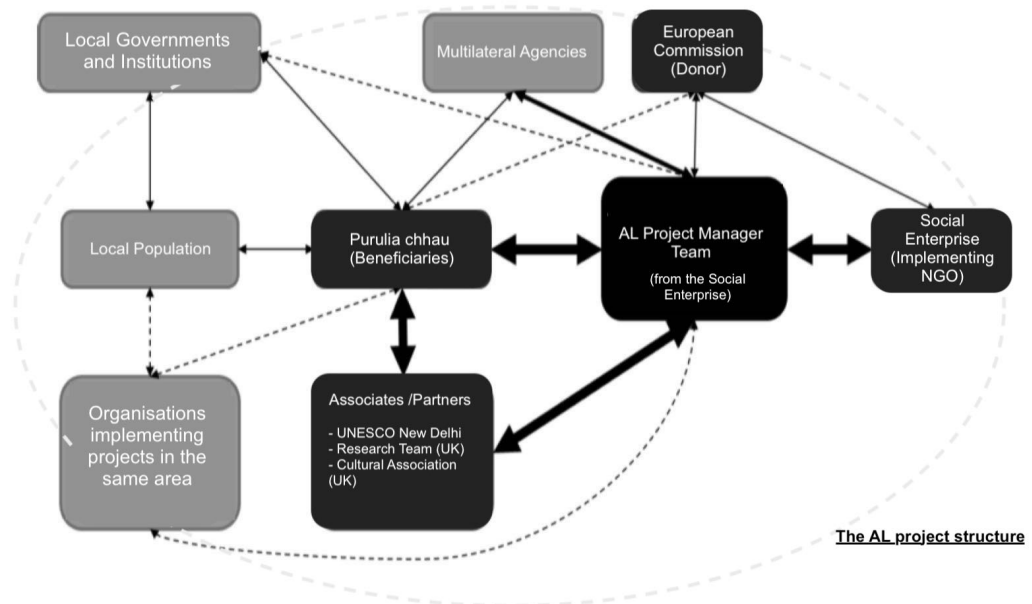 Local Governments
and Institutions
Multilateral Agencies
European
Commission
(Donor)
Local Population
Purulia chhau
(Beneficiaries)
AL Project Manager
Team
(from the Social
Enterprise)
Social
Enterprise
(Implementing
NGO)
Organisations
implementing
projects in the
same area
Associates /Partners
- UNESCO New Delhi
- Research Team (UK)
- Cultural Association
(UK)
The AL project structure